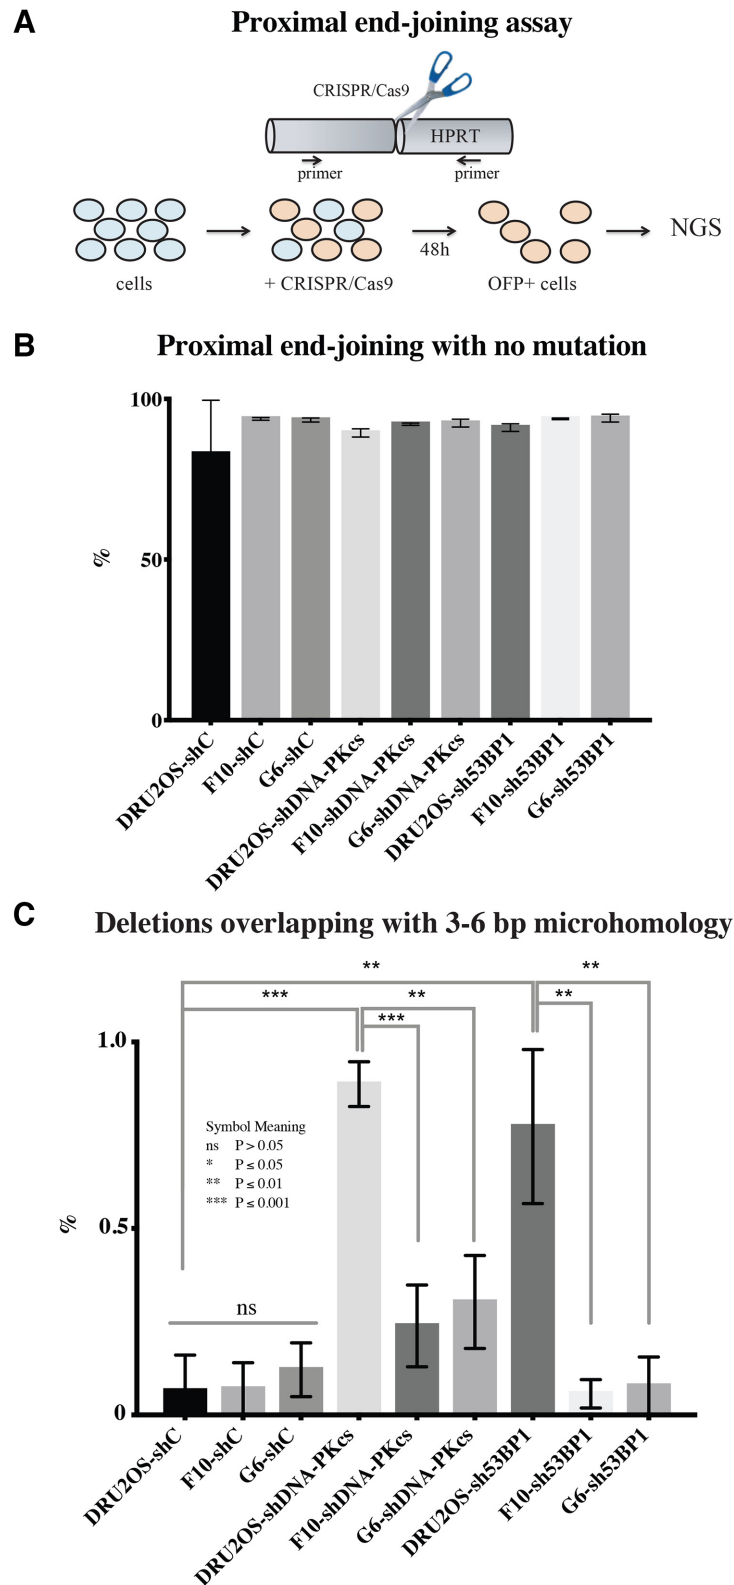 A
Proximal end-joining assay
CRISPR/Cas9
HPRT
primer
primer
cells
+ CRISPR/Cas9
48h
OFP+ cells
NGS
B
Proximal end-joining with no mutation
100
50
0
%
DRU2OS-shC
F10-shC
G6-shC
DRU2OS-shDNA-PKcs
F10-shDNA-PKcs
G6-shDNA-PKcs
DRU2OS-sh53BP1
F10-sh53BP1
G6-sh53BP1
C
Deletions overlapping with 3-6 bp microhomology
**
**
***
**
**
***
1.0
0.5
0
%
Symbol Meaning
ns P > 0.05
* P ≤ 0.05
** P ≤ 0.01
*** P ≤ 0.001
ns
DRU2OS-shC
F10-shC
G6-shC
DRU2OS-shDNA-PKcs
F10-shDNA-PKcs
G6-shDNA-PKcs
DRU2OS-sh53BP1
F10-sh53BP1
G6-sh53BP1